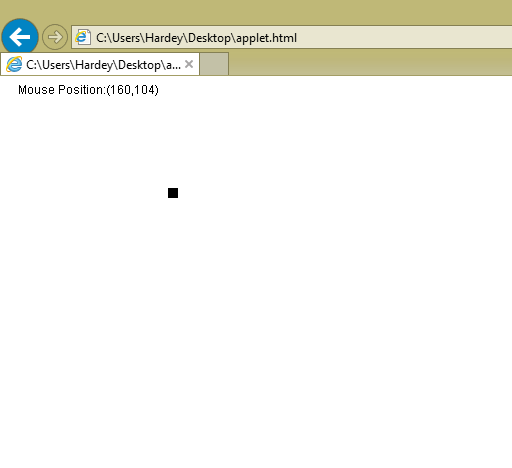 C:\Users\Hardey\Desktop\applet.html
C:\Users\Hardey\Desktop\a...
Mouse Position:(160,104)